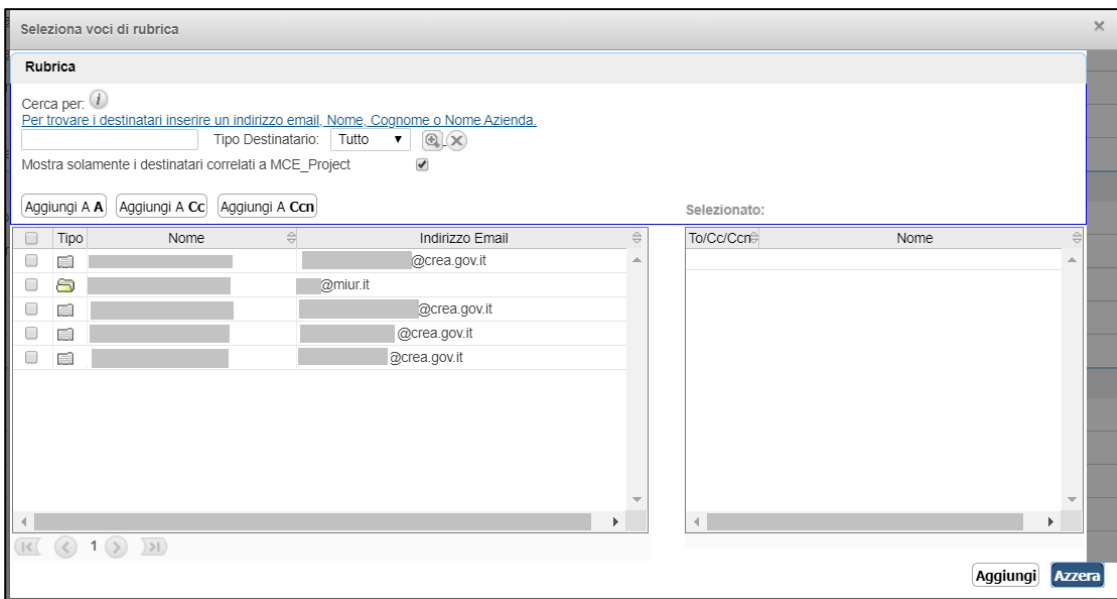 Seleziona voci di rubrica
Rubrica
Cerca per:
Per trovare i destinatari inserire un indirizzo email, Nome, Cognome o Nome Azienda.
Tipo Destinatario: Tutto
Mostra solamente i destinatari correlati a MCE_Project
Aggiungi A A Aggiungi A Cc Aggiungi A Ccn Selezionato:
Tipo Nome Indirizzo Email To/Cc/Ccn Nome
@crea.gov.it
@miur.it
@crea.gov.it
@crea.gov.it
@crea.gov.it
1
Aggiungi Azzera